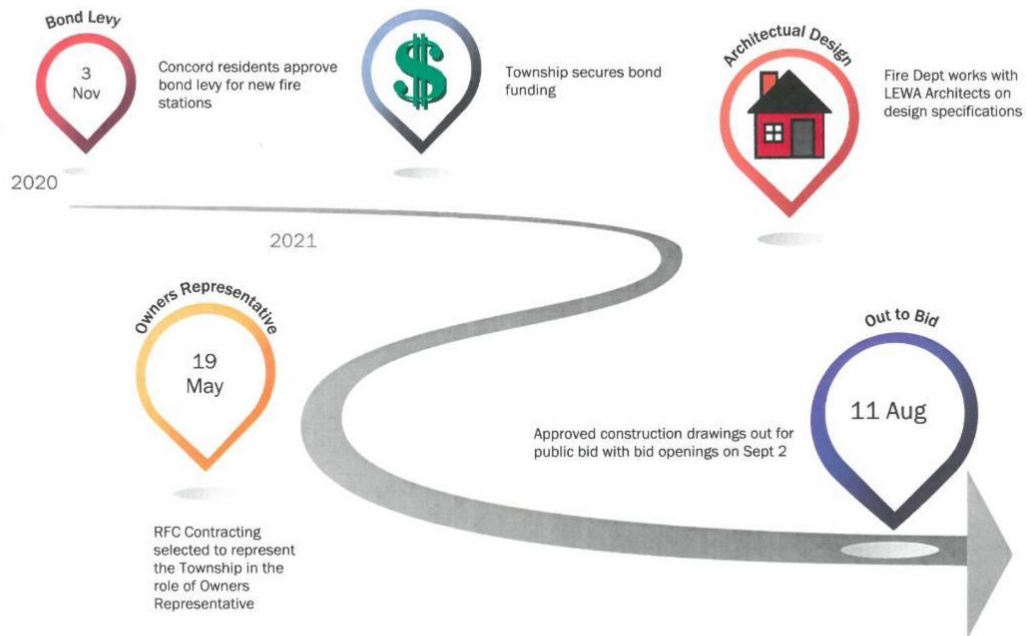 Bond Levy
3
Nov
Concord residents approve
bond levy for new fire
stations
$
Township secures bond
funding
Architectual Design
Fire Dept works with
LEWA Architects on
design specifications
2020
2021
Owners Representative
19
May
RFC Contracting
selected to represent
the Township in the
role of Owners
Representative
Out to Bid
11 Aug
Approved construction drawings out for
public bid with bid openings on Sept 2